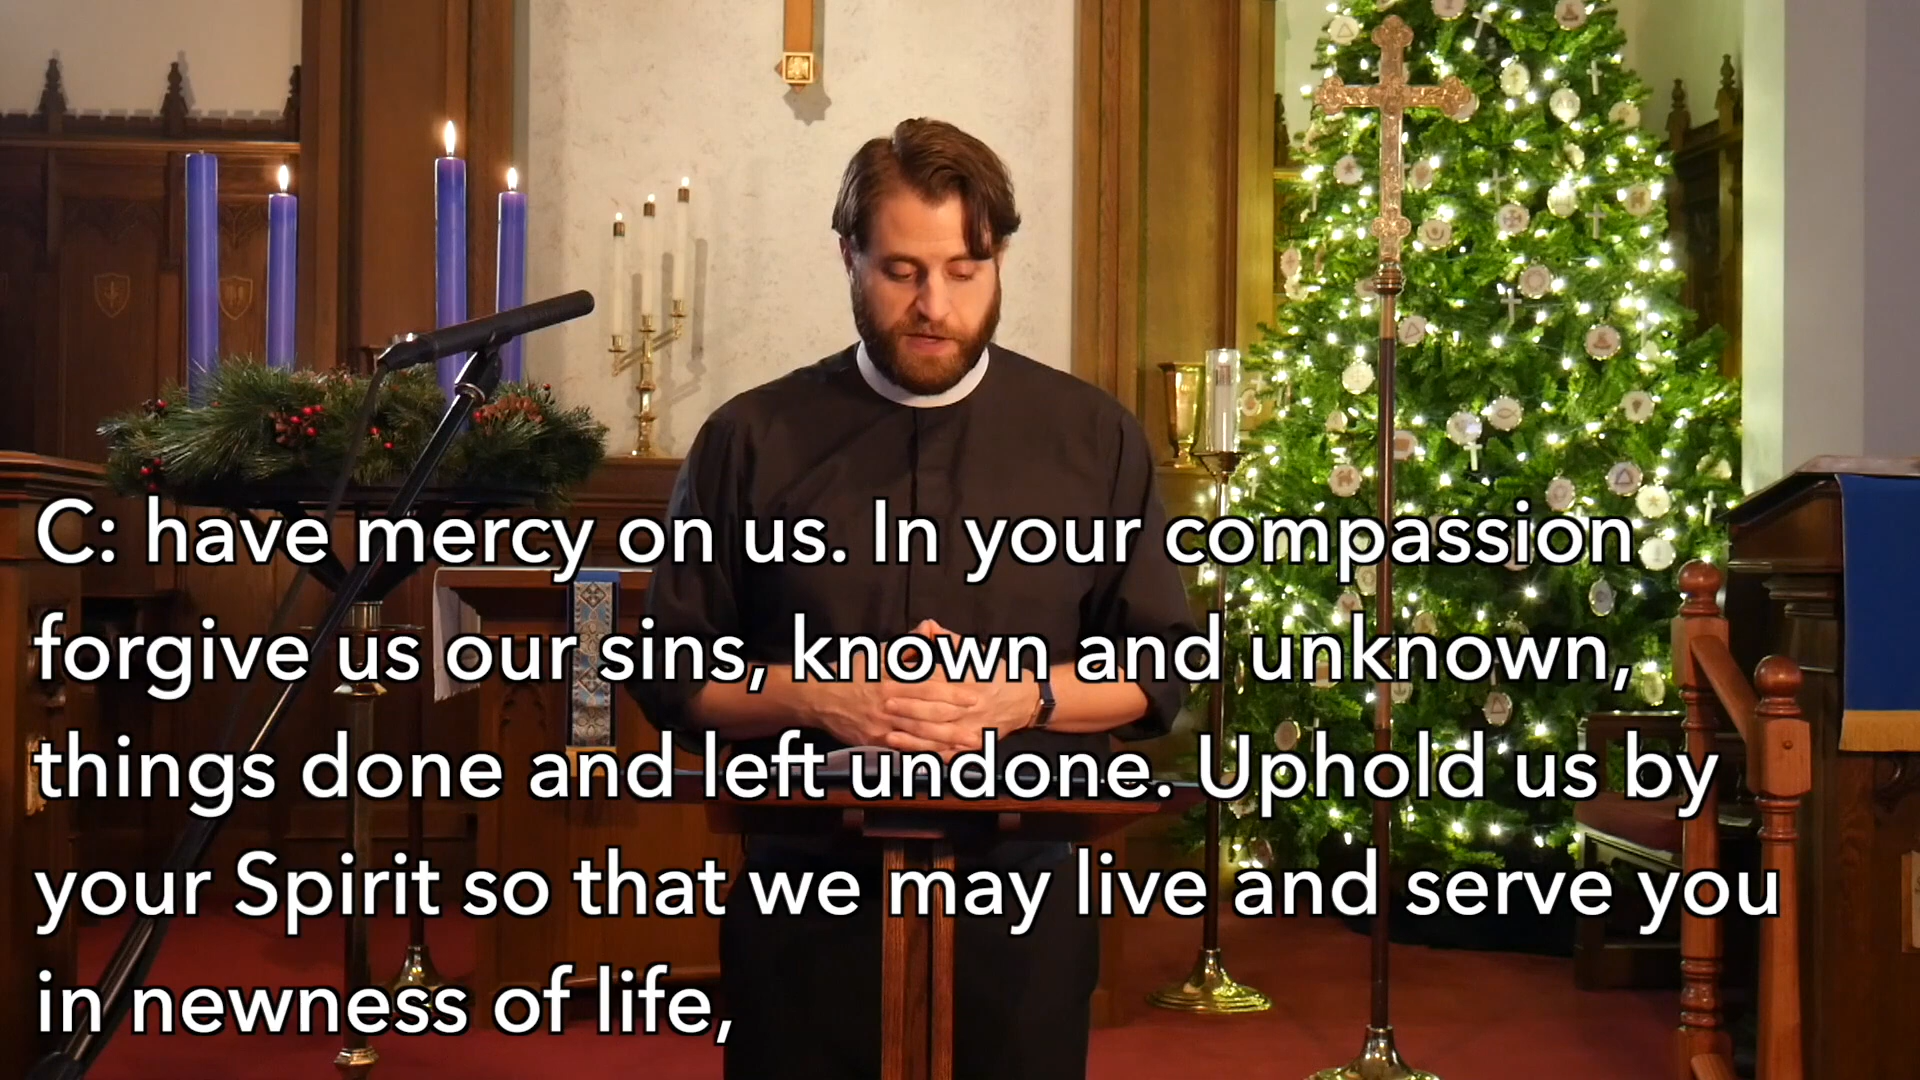 C: have mercy on us. In your compassion
forgive us our sins, known and unknown,
things done and left undone. Uphold us by
your Spirit so that we may live and serve you
in newness of life,